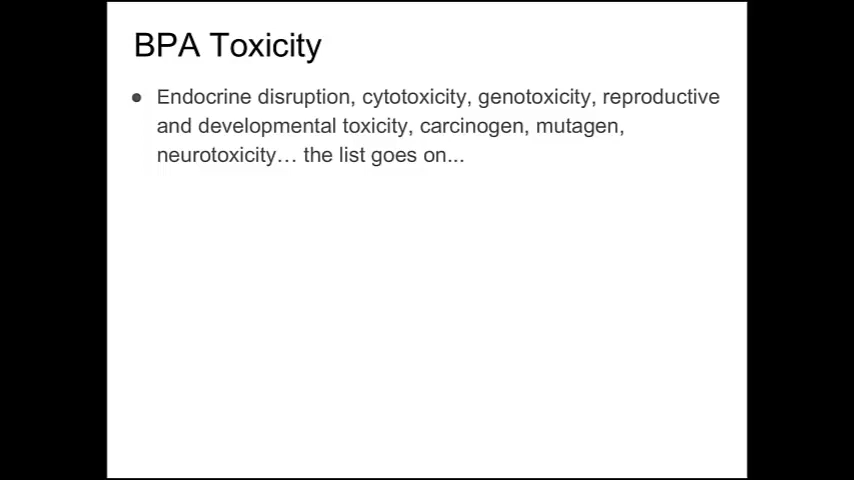 BPA Toxicity
● Endocrine disruption, cytotoxicity, genotoxicity, reproductive
and developmental toxicity, carcinogen, mutagen,
neurotoxicity… the list goes on...